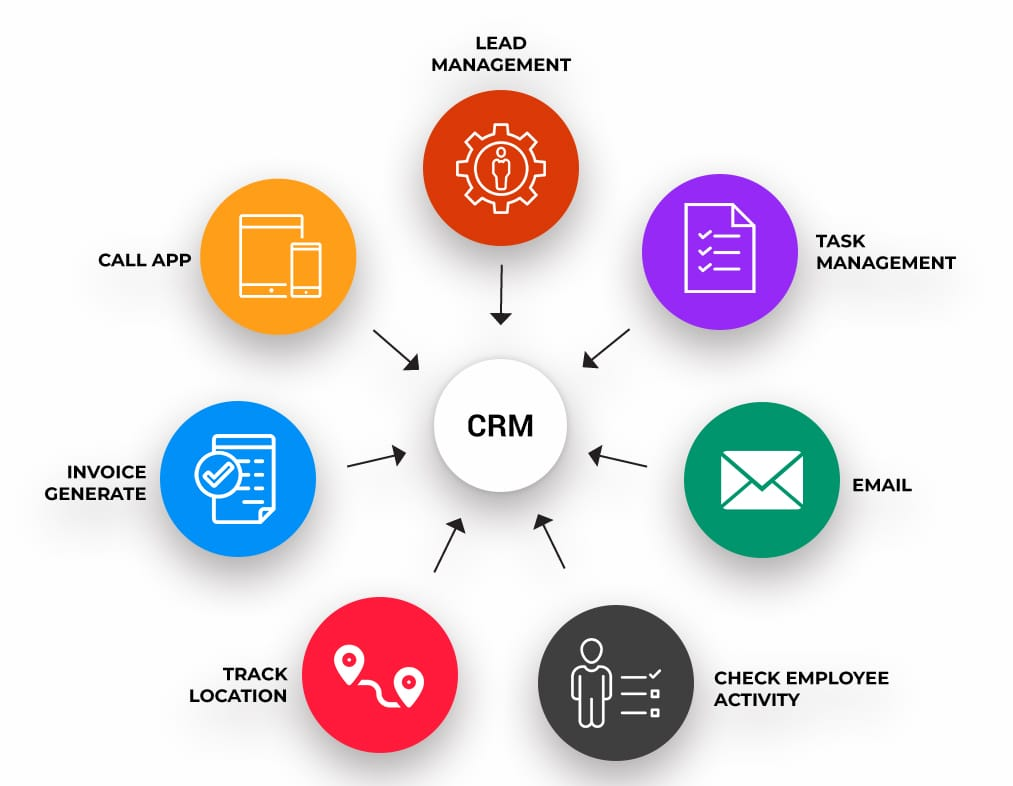 LEAD
MANAGEMENT
TASK
MANAGEMENT
CALL APP
CRM
INVOICE
GENERATE
EMAIL
TRACK
LOCATION
CHECK EMPLOYEE
ACTIVITY